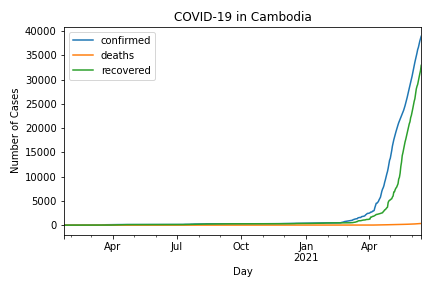 COVID-19 in Cambodia
40000
35000
30000
25000
20000
15000
10000
5000
0
Number of Cases
confirmed
deaths
recovered
Apr
Jul
Oct
Jan
2021
Apr
Day